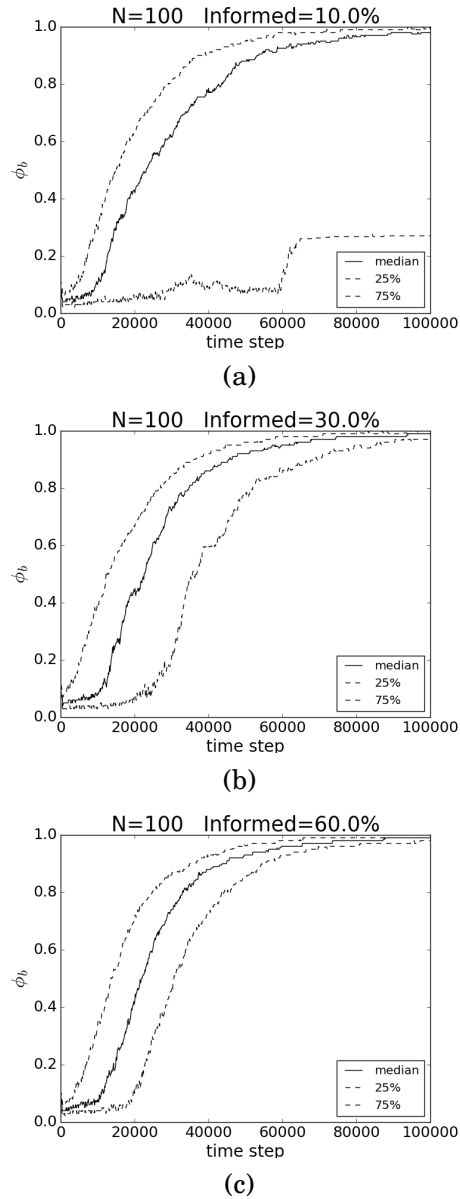 N=100 Informed=10.0%
1.0
0.8
0.6
0.4
0.2
0.0
ϕb
0 20000 40000 60000 80000 100000
time step
median
25%
75%
(a)
N=100 Informed=30.0%
1.0
0.8
0.6
0.4
0.2
0.0
ϕb
0 20000 40000 60000 80000 100000
time step
median
25%
75%
(b)
N=100 Informed=60.0%
1.0
0.8
0.6
0.4
0.2
0.0
ϕb
0 20000 40000 60000 80000 100000
time step
median
25%
75%
(c)